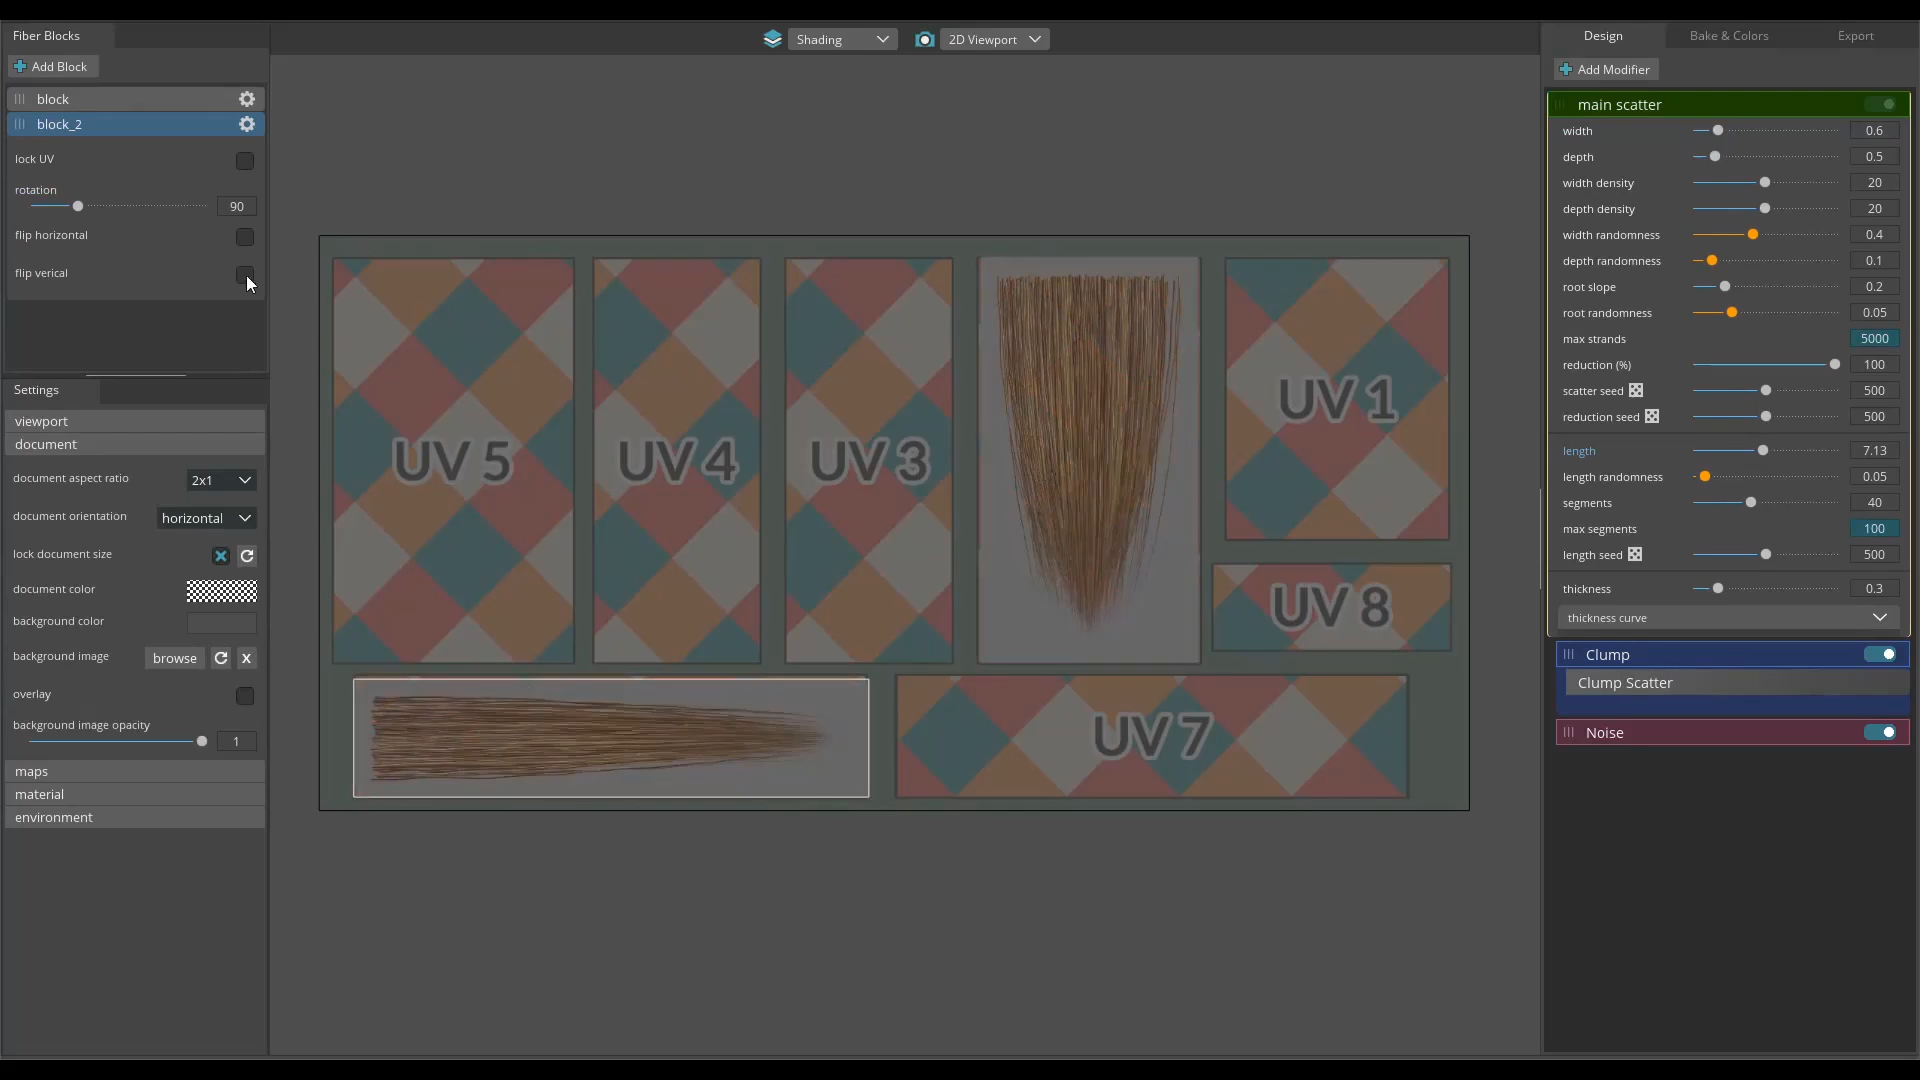 Fiber Blocks
Add Block
block
block_2
lock UV
rotation
90
flip horizontal
flip verical
Settings
viewport
document
document aspect ratio
2x1
document orientation
horizontal
lock document size
document color
background color
background image
browse
x
overlay
background image opacity
1
maps
material
environment
Shading
2D Viewport
UV 5
UV 4
UV 3
UV 1
UV 8
UV 7
Design
Bake & Colors
Export
Add Modifier
main scatter
width 0.6
depth 0.5
width density 20
depth density 20
width randomness 0.4
depth randomness 0.1
root slope 0.2
root randomness 0.05
max strands 5000
reduction (%) 100
scatter seed 500
reduction seed 500
length 7.13
length randomness 0.05
segments 40
max segments 100
length seed 500
thickness 0.3
thickness curve
Clump
Clump Scatter
Noise